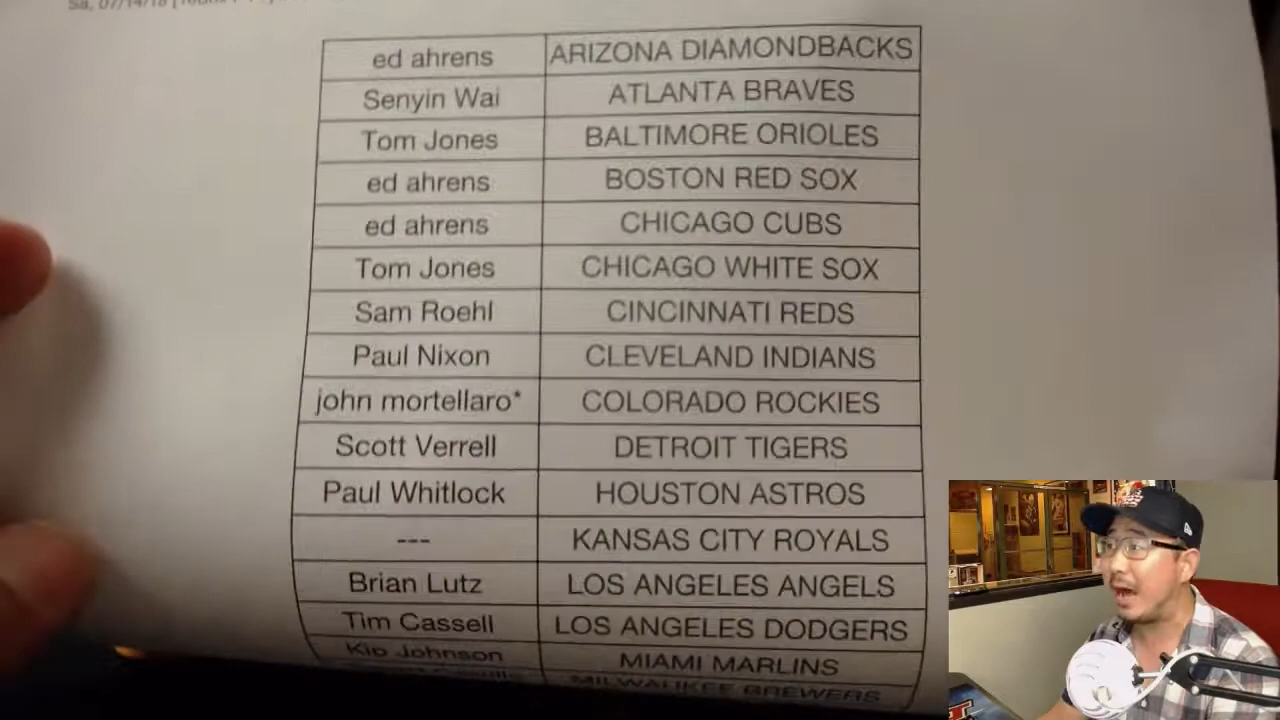 ed ahrens ARIZONA DIAMONDBACKS
Senyin Wai ATLANTA BRAVES
Tom Jones BALTIMORE ORIOLES
ed ahrens BOSTON RED SOX
ed ahrens CHICAGO CUBS
Tom Jones CHICAGO WHITE SOX
Sam Roehl CINCINNATI REDS
Paul Nixon CLEVELAND INDIANS
john mortellaro* COLORADO ROCKIES
Scott Verrell DETROIT TIGERS
Paul Whitlock HOUSTON ASTROS
--- KANSAS CITY ROYALS
Brian Lutz LOS ANGELES ANGELS
Tim Cassell LOS ANGELES DODGERS
Kip Johnson MIAMI MARLINS
MILWAUKEE BREWERS